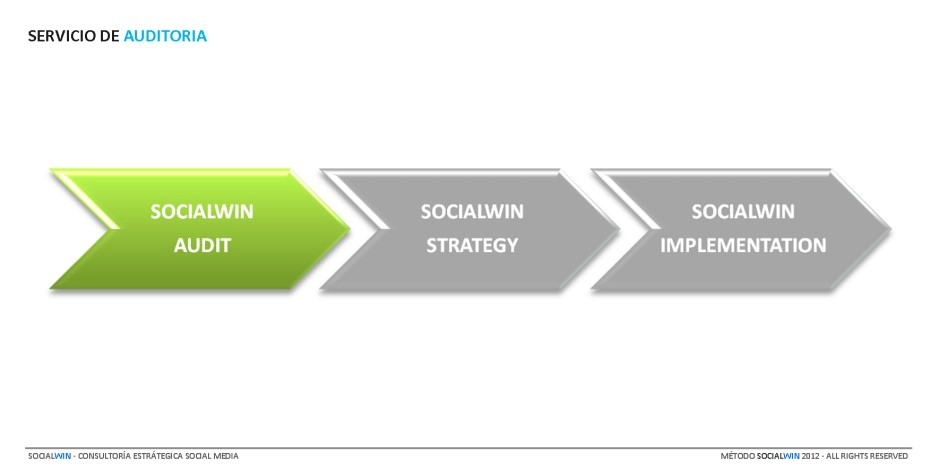 SERVICIO DE AUDITORIA
SOCIALWIN
AUDIT
SOCIALWIN
STRATEGY
SOCIALWIN
IMPLEMENTATION
SOCIALWIN - CONSULTORÍA ESTRÁTEGICA SOCIAL MEDIA
MÉTODO SOCIALWIN 2012 - ALL RIGHTS RESERVED